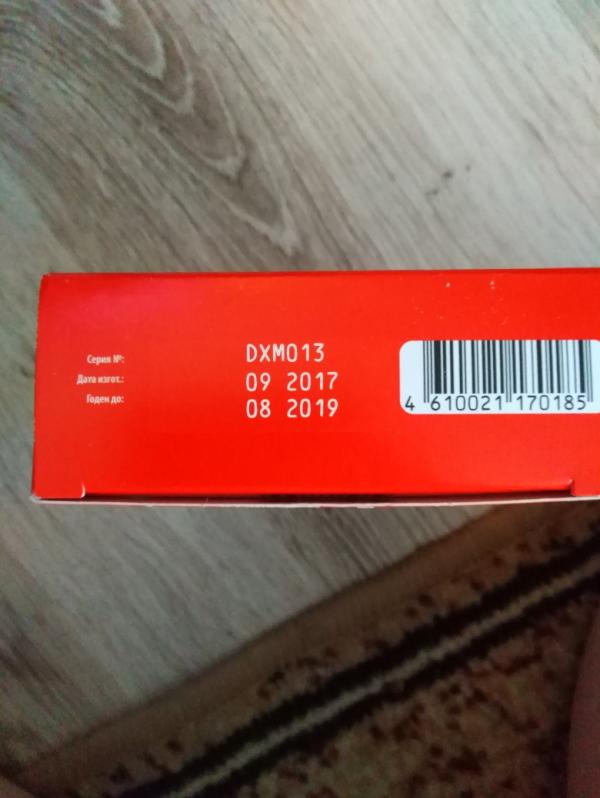 Серия №: DXM013
Дата изгот.: 09 2017
Годен до: 08 2019
4 610021 170185